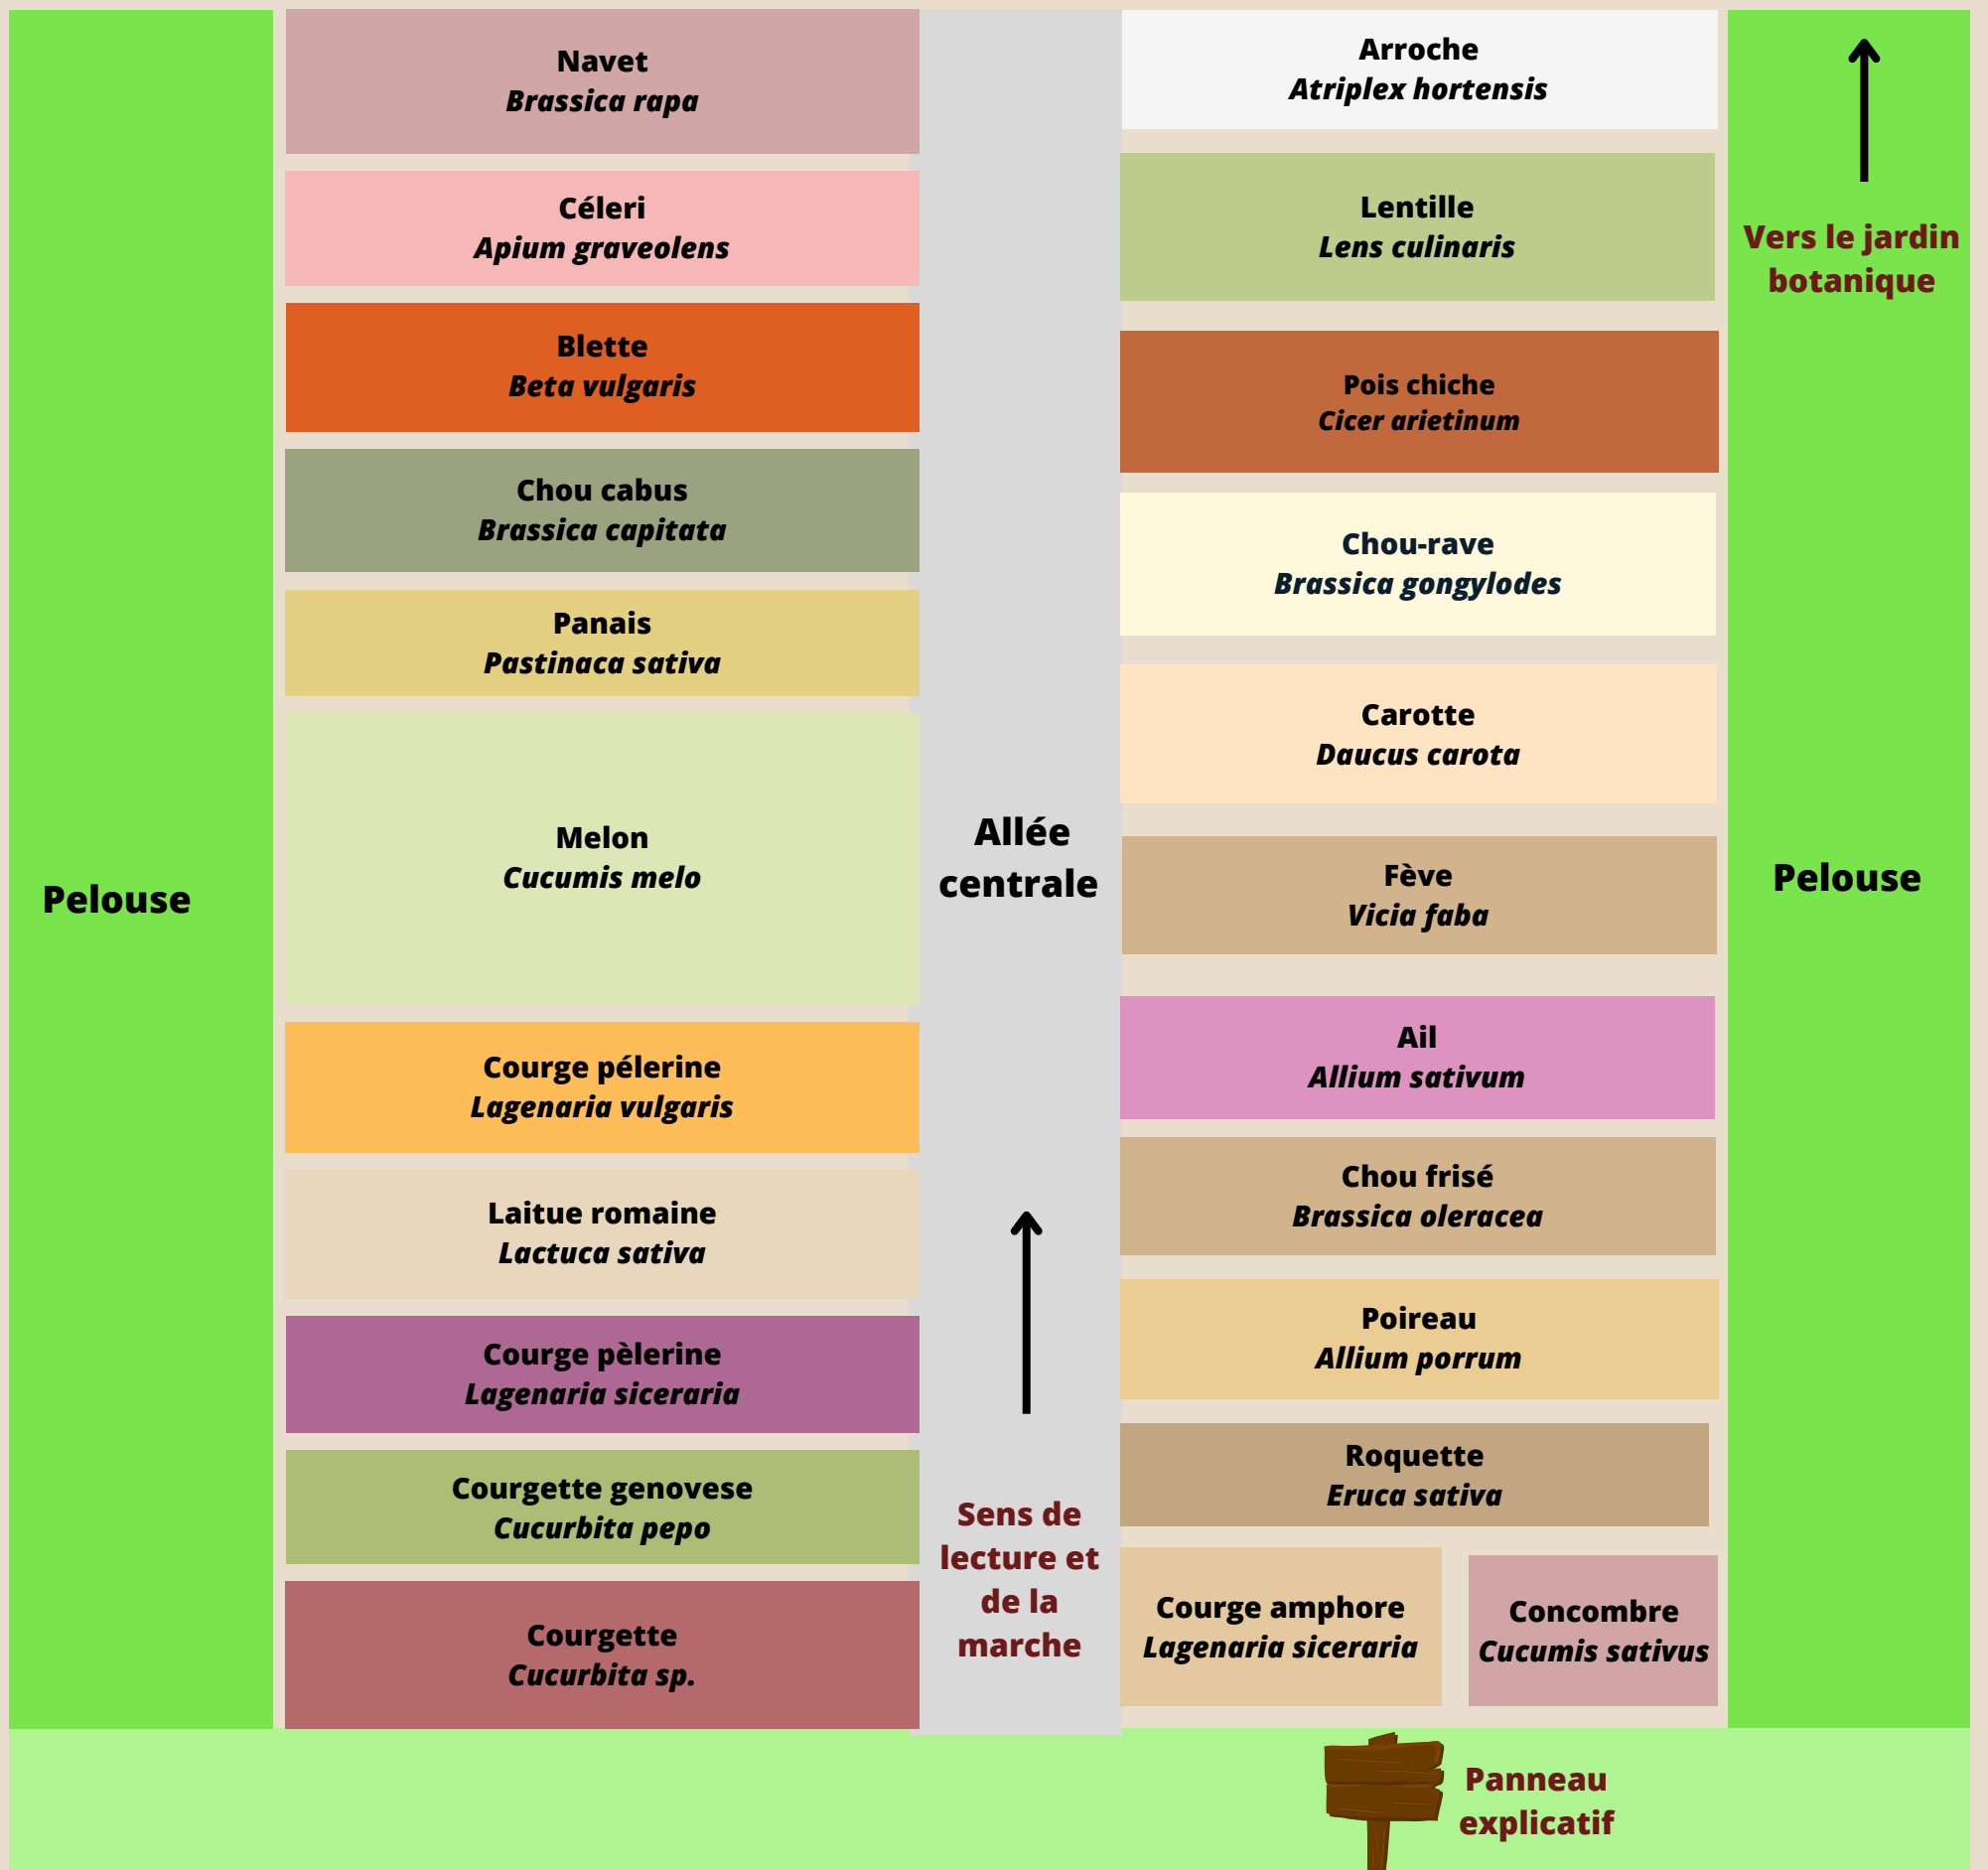 Navet
Brassica rapa
Céleri
Apium graveolens
Blette
Beta vulgaris
Chou cabus
Brassica capitata
Panais
Pastinaca sativa
Melon
Cucumis melo
Courge pélerine
Lagenaria vulgaris
Laitue romaine
Lactuca sativa
Courge pèlerine
Lagenaria siceraria
Courgette genovese
Cucurbita pepo
Courgette
Cucurbita sp.
Pelouse
Allée
centrale
Sens de
lecture et
de la
marche
Arroche
Atriplex hortensis
Lentille
Lens culinaris
Pois chiche
Cicer arietinum
Chou-rave
Brassica gongylodes
Carotte
Daucus carota
Fève
Vicia faba
Ail
Allium sativum
Chou frisé
Brassica oleracea
Poireau
Allium porrum
Roquette
Eruca sativa
Courge amphore
Lagenaria siceraria
Concombre
Cucumis sativus
Vers le jardin
botanique
Pelouse
Panneau
explicatif